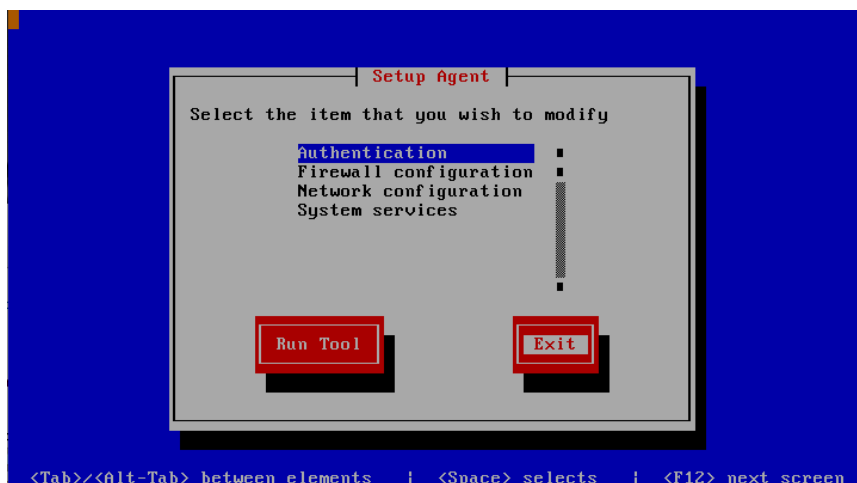 Setup Agent
Select the item that you wish to modify
Authentication
Firewall configuration
Network configuration
System services
Run Tool
Exit
<Tab>/<Alt-Tab> between elements | <Space> selects | <F12> next screen